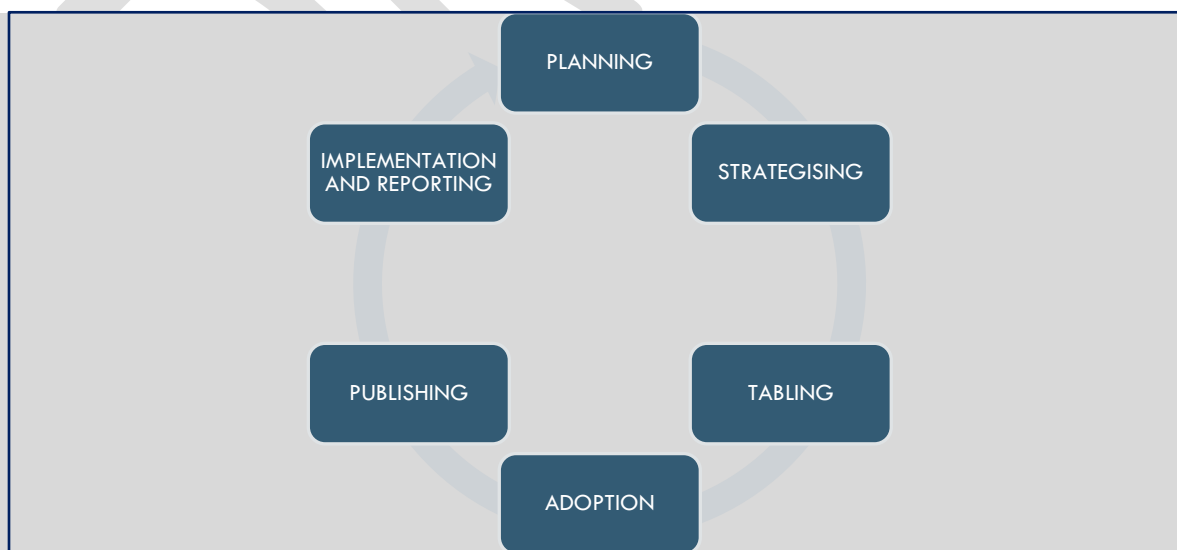 PLANNING
STRATEGISING
TABLING
ADOPTION
PUBLISHING
IMPLEMENTATION
AND REPORTING